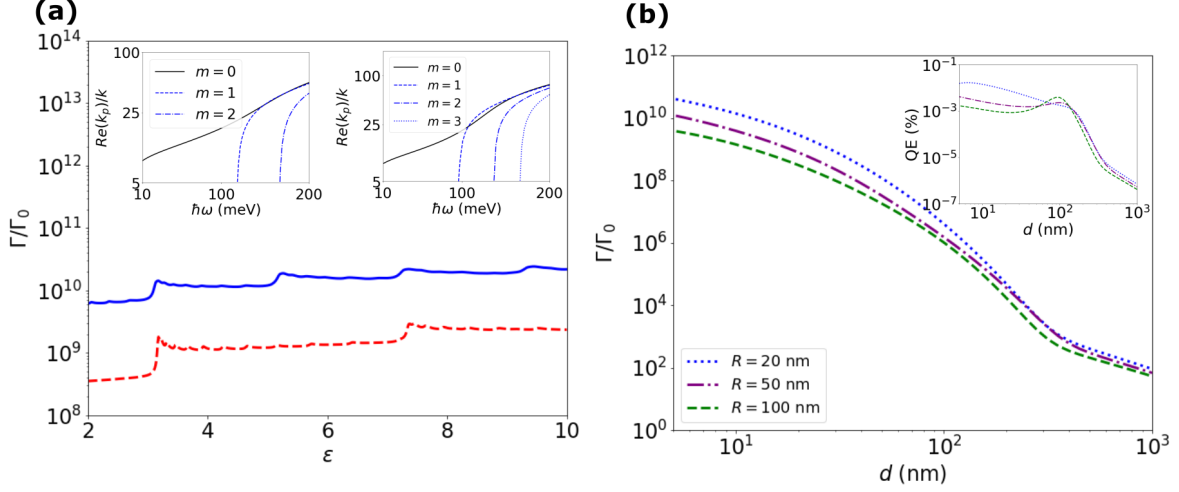 (a)
10^14
10^13
10^12
10^11
10^10
10^9
10^8
Γ/Γ_0
2
4
6
8
10
ε
100
25
5
Re(k_p)/k
m = 0
m = 1
m = 2
10
100
200
ħω (meV)
100
25
5
Re(k_p)/k
m = 0
m = 1
m = 2
m = 3
10
100
200
ħω (meV)
(b)
10^12
10^10
10^8
10^6
10^4
10^2
10^0
Γ/Γ_0
R = 20 nm
R = 50 nm
R = 100 nm
10^1
10^2
10^3
d (nm)
10^-1
10^-3
10^-5
10^-7
QE (%)
10^1
10^2
10^3
d (nm)